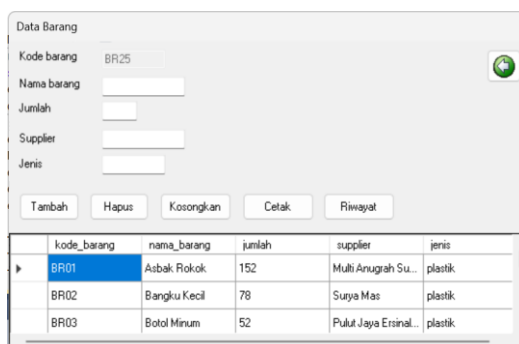 Data Barang
Kode barang BR25
Nama barang
Jumlah
Supplier
Jenis
Tambah Hapus Kosongkan Cetak Riwayat
kode_barang nama_barang jumlah supplier jenis
BR01 Asbak Rokok 152 Multi Anugrah Su... plastik
BR02 Bangku Kecil 78 Surya Mas plastik
BR03 Botol Minum 52 Pulut Jaya Ersinal... plastik